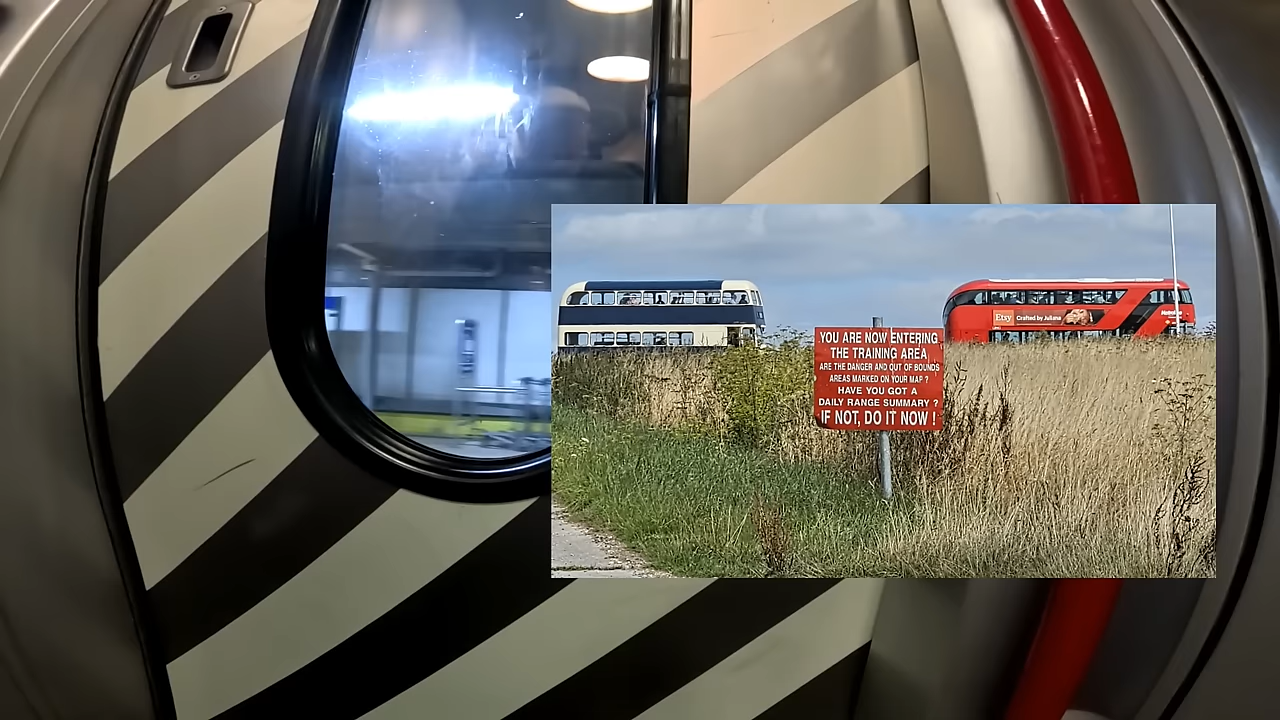 Etsy Crafted by Juliana
Metroline
YOU ARE NOW ENTERING
THE TRAINING AREA
ARE THE DANGER AND OUT OF BOUNDS
AREAS MARKED ON YOUR MAP ?
HAVE YOU GOT A
DAILY RANGE SUMMARY ?
IF NOT, DO IT NOW !